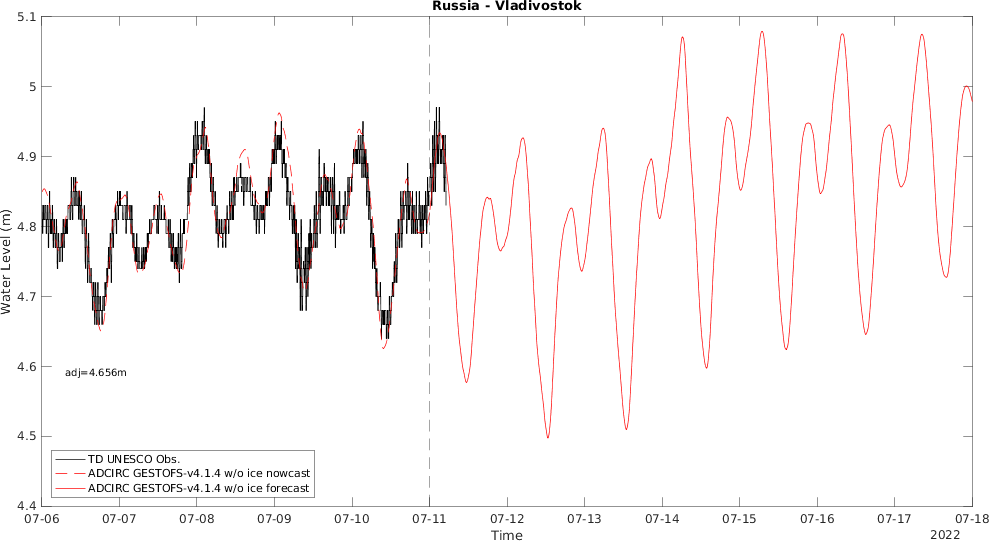 Russia - Vladivostok
5.1
5
4.9
4.8
4.7
4.6
4.5
4.4
Water Level (m)
adj=4.656m
TD UNESCO Obs.
ADCIRC GESTOFS-v4.1.4 w/o ice nowcast
ADCIRC GESTOFS-v4.1.4 w/o ice forecast
07-06 07-07 07-08 07-09 07-10 07-11 07-12 07-13 07-14 07-15 07-16 07-17 07-18
Time
2022